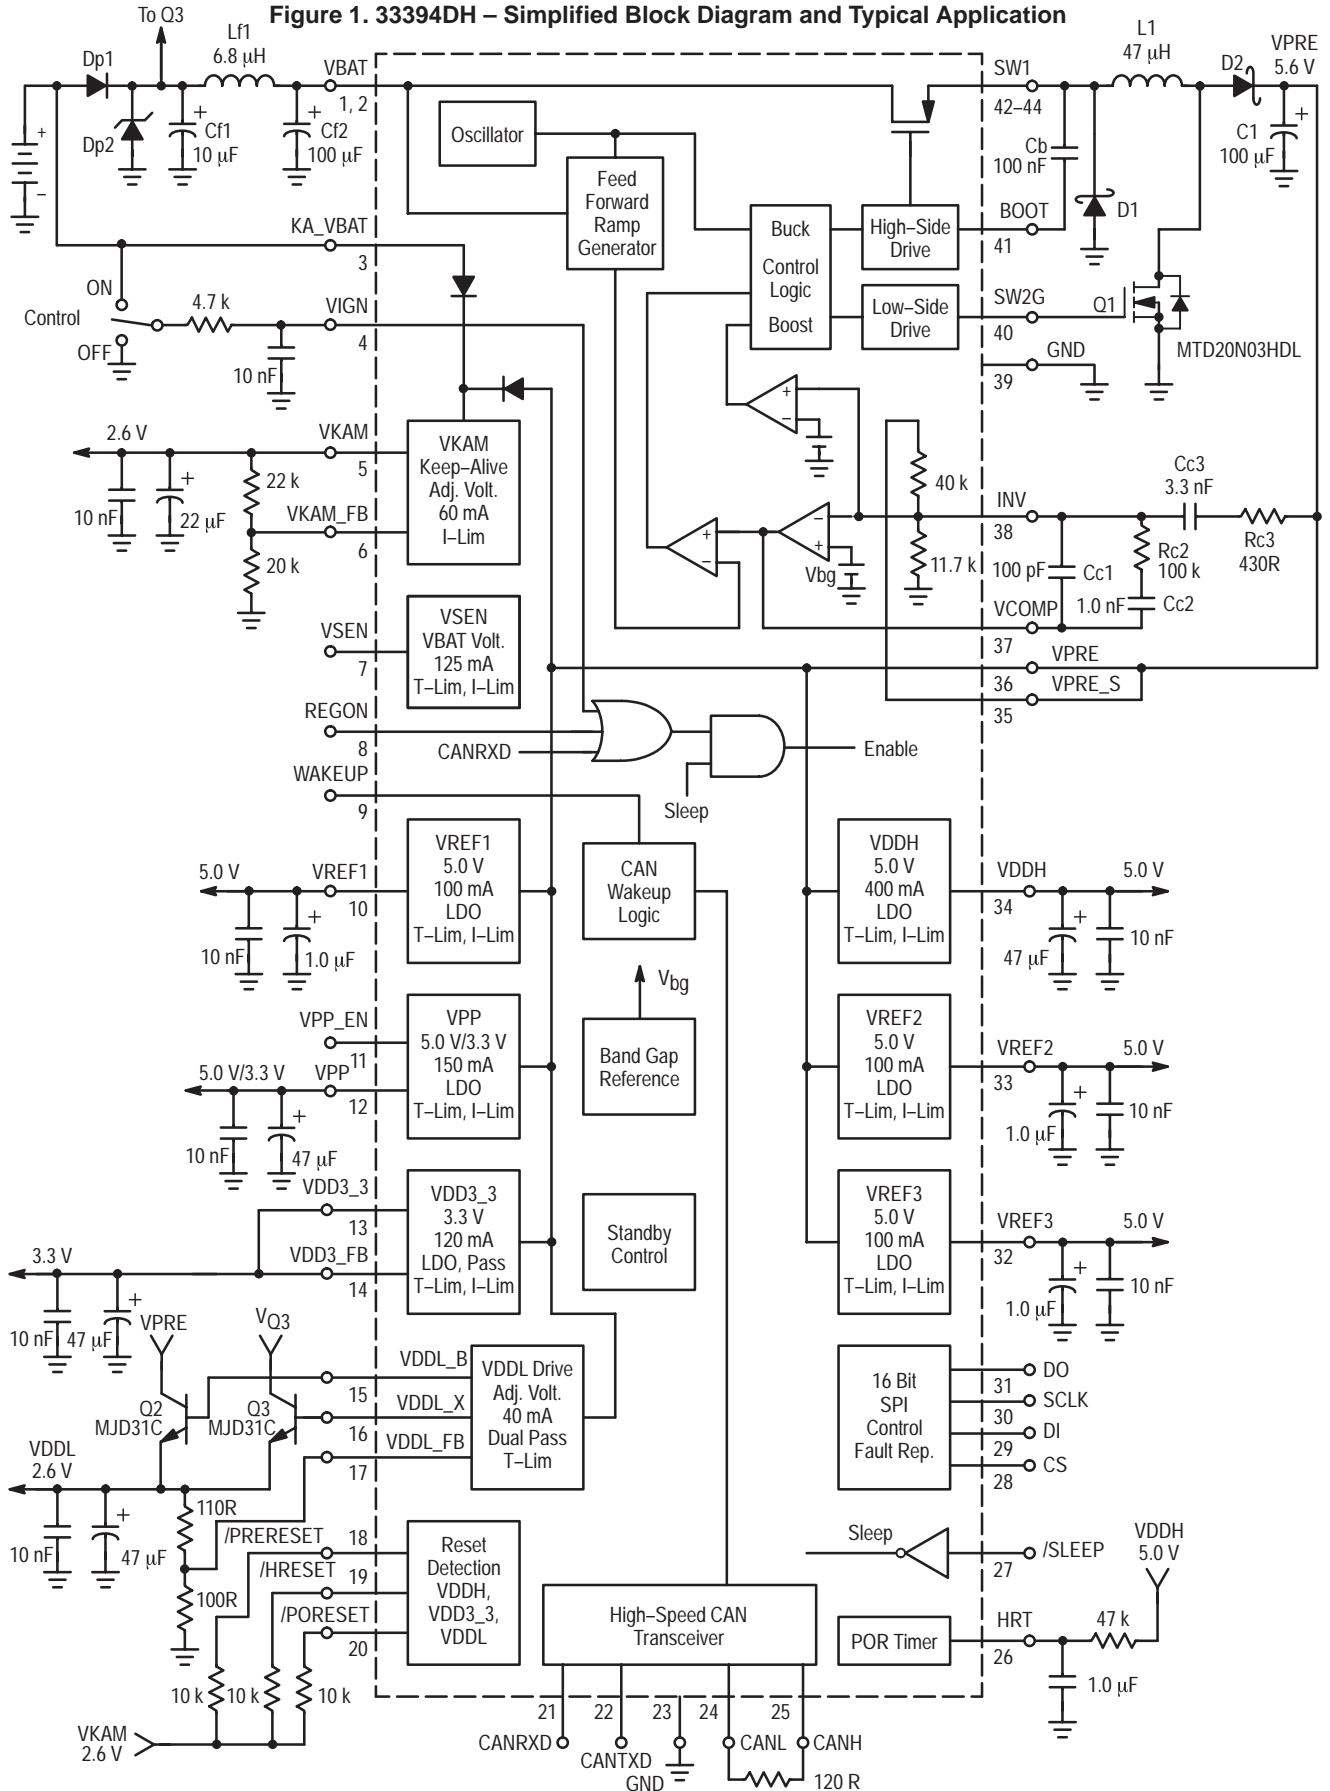 Figure 1. 33394DH – Simplified Block Diagram and Typical Application
To Q3
Dp1
Lf1
6.8 μH
VBAT
1, 2
+
−
Dp2
+
Cf1
10 μF
+
Cf2
100 μF
Oscillator
Feed
Forward
Ramp
Generator
Buck
Control
Logic
Boost
High–Side
Drive
Low–Side
Drive
SW1
42–44
L1
47 μH
D2
VPRE
5.6 V
Cb
100 nF
C1
100 μF
+
BOOT
41
D1
SW2G
40
Q1
MTD20N03HDL
GND
39
KA_VBAT
3
ON
Control
OFF
4.7 k
VIGN
4
10 nF
2.6 V
VKAM
5
10 nF
+
22 μF
22 k
VKAM_FB
6
20 k
VKAM
Keep–Alive
Adj. Volt.
60 mA
I–Lim
+
−
40 k
11.7 k
+
−
−
+
Vbg
INV
38
Cc3
3.3 nF
Rc3
430R
100 pF
Cc1
Rc2
100 k
1.0 nF
Cc2
VCOMP
37
VPRE
36
VPRE_S
35
VSEN
7
VSEN
VBAT Volt.
125 mA
T–Lim, I–Lim
REGON
8
CANRXD
Sleep
Enable
WAKEUP
9
5.0 V
VREF1
10
10 nF
+
1.0 μF
VREF1
5.0 V
100 mA
LDO
T–Lim, I–Lim
CAN
Wakeup
Logic
VDDH
5.0 V
400 mA
LDO
T–Lim, I–Lim
VDDH
34
5.0 V
+
47 μF
10 nF
Vbg
Band Gap
Reference
VPP_EN
11
5.0 V/3.3 V
VPP
12
10 nF
+
47 μF
VPP
5.0 V/3.3 V
150 mA
LDO
T–Lim, I–Lim
VREF2
5.0 V
100 mA
LDO
T–Lim, I–Lim
VREF2
33
5.0 V
+
1.0 μF
10 nF
VDD3_3
13
3.3 V
VDD3_FB
14
10 nF
+
47 μF
VDD3_3
3.3 V
120 mA
LDO, Pass
T–Lim, I–Lim
Standby
Control
VREF3
5.0 V
100 mA
LDO
T–Lim, I–Lim
VREF3
32
5.0 V
+
1.0 μF
10 nF
VPRE
VQ3
Q2
MJD31C
Q3
MJD31C
VDDL_B
15
VDDL_X
16
VDDL_FB
17
VDDL Drive
Adj. Volt.
40 mA
Dual Pass
T–Lim
16 Bit
SPI
Control
Fault Rep.
DO
31
SCLK
30
DI
29
CS
28
VDDL
2.6 V
10 nF
+
47 μF
110R
100R
/PRERESET
18
/HRESET
19
/PORESET
20
Reset
Detection
VDDH,
VDD3_3,
VDDL
Sleep
/SLEEP
27
VDDH
5.0 V
High–Speed CAN
Transceiver
POR Timer
HRT
26
47 k
1.0 μF
10 k
10 k
10 k
VKAM
2.6 V
21
22
23
24
25
CANRXD
CANTXD
GND
CANL
CANH
120 R